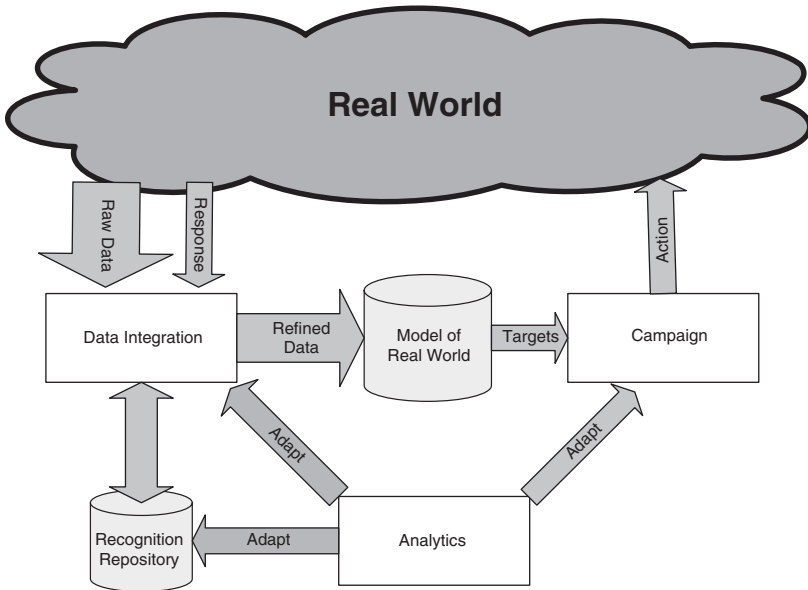 Real World
Raw Data
Response
Action
Data Integration
Refined
Data
Model of
Real World
Targets
Campaign
Adapt
Adapt
Recognition
Repository
Adapt
Analytics